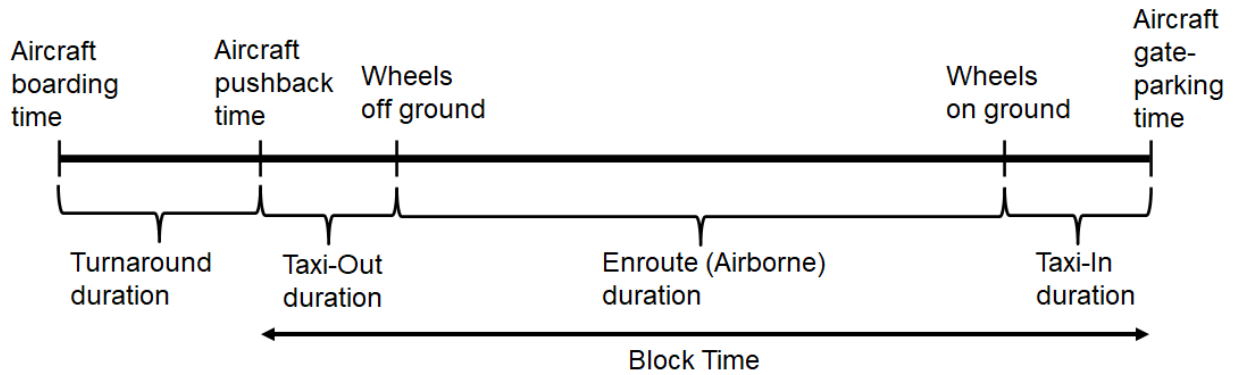 Aircraft
boarding
time
Aircraft
pushback
time
Wheels
off ground
Wheels
on ground
Aircraft
gate-
parking
time
Turnaround
duration
Taxi-Out
duration
Enroute (Airborne)
duration
Taxi-In
duration
Block Time